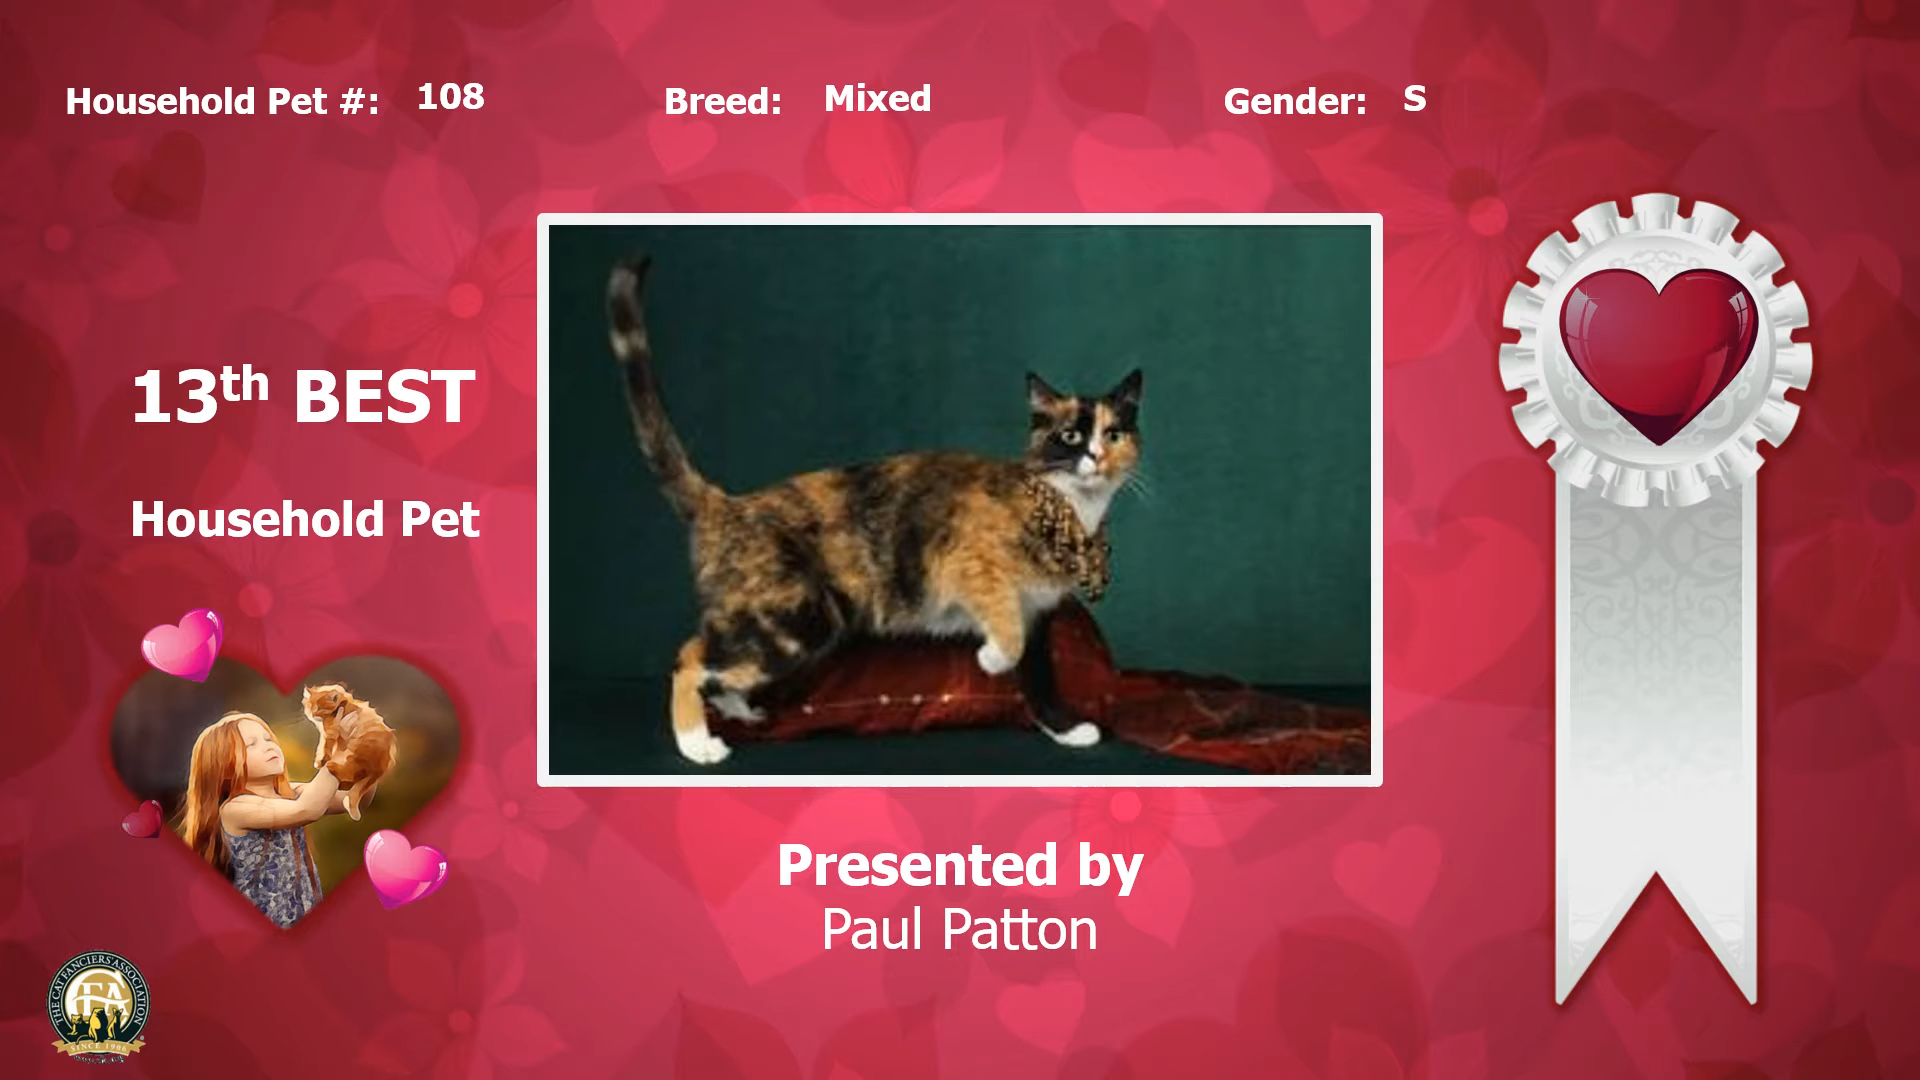 Household Pet #: 108 Breed: Mixed Gender: S
13th BEST
Household Pet
Presented by
Paul Patton
THE CAT FANCIERS' ASSOCIATION
CFA
SINCE 1906